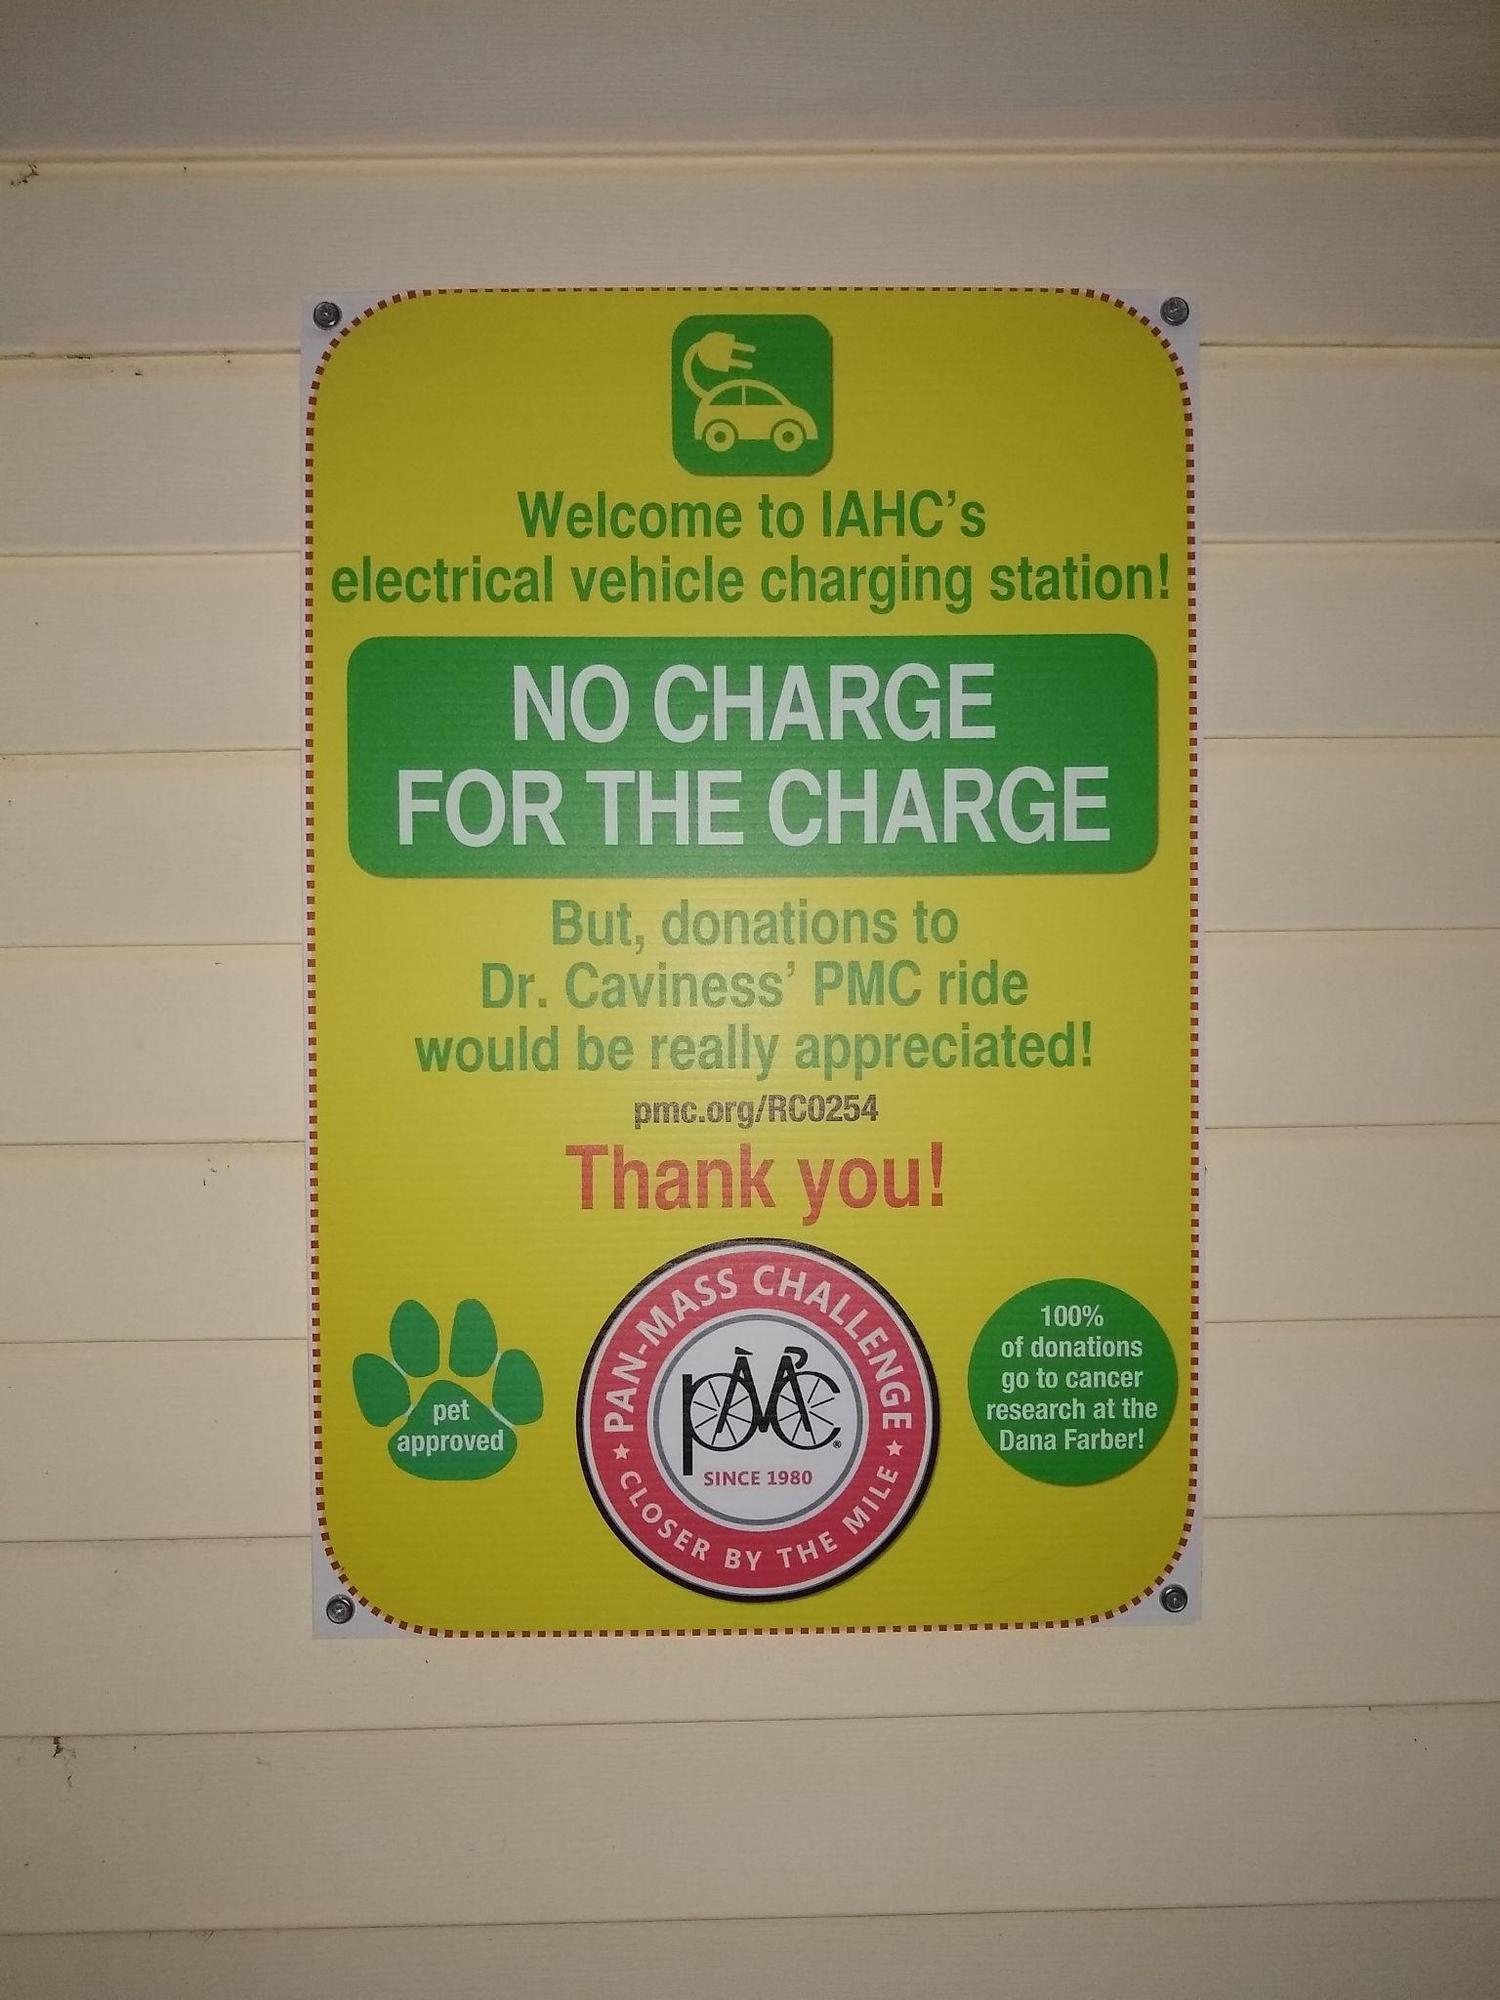 Welcome to IAHC's
electrical vehicle charging station!
NO CHARGE
FOR THE CHARGE
But, donations to
Dr. Caviness' PMC ride
would be really appreciated!
pmc.org/RC0254
Thank you!
pet
approved
PAN-MASS CHALLENGE
pmc®
SINCE 1980
CLOSER BY THE MILE
100%
of donations
go to cancer
research at the
Dana Farber!